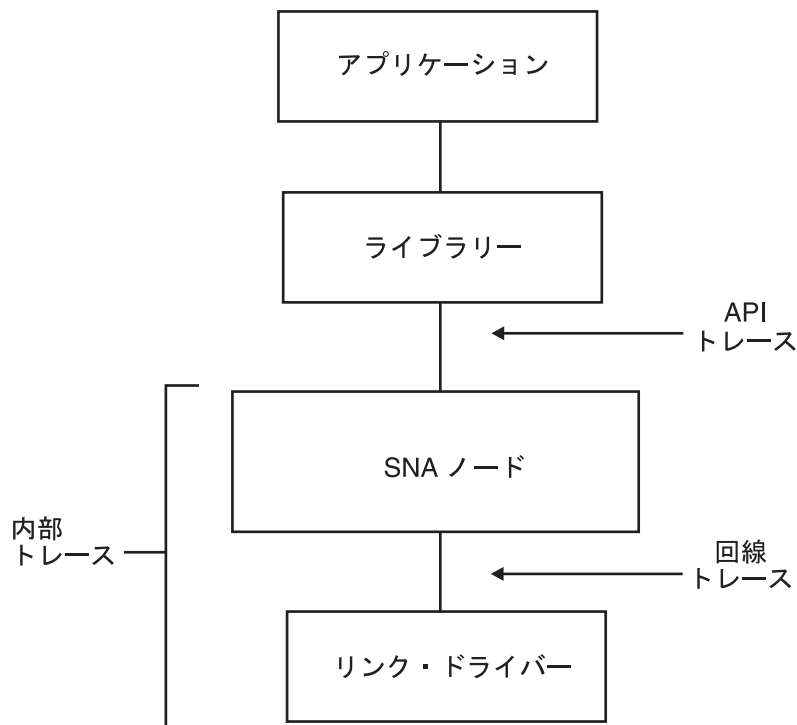 アプリケーション
ライブラリー
API
トレース
SNA ノード
内部
トレース
回線
トレース
リンク・ドライバー